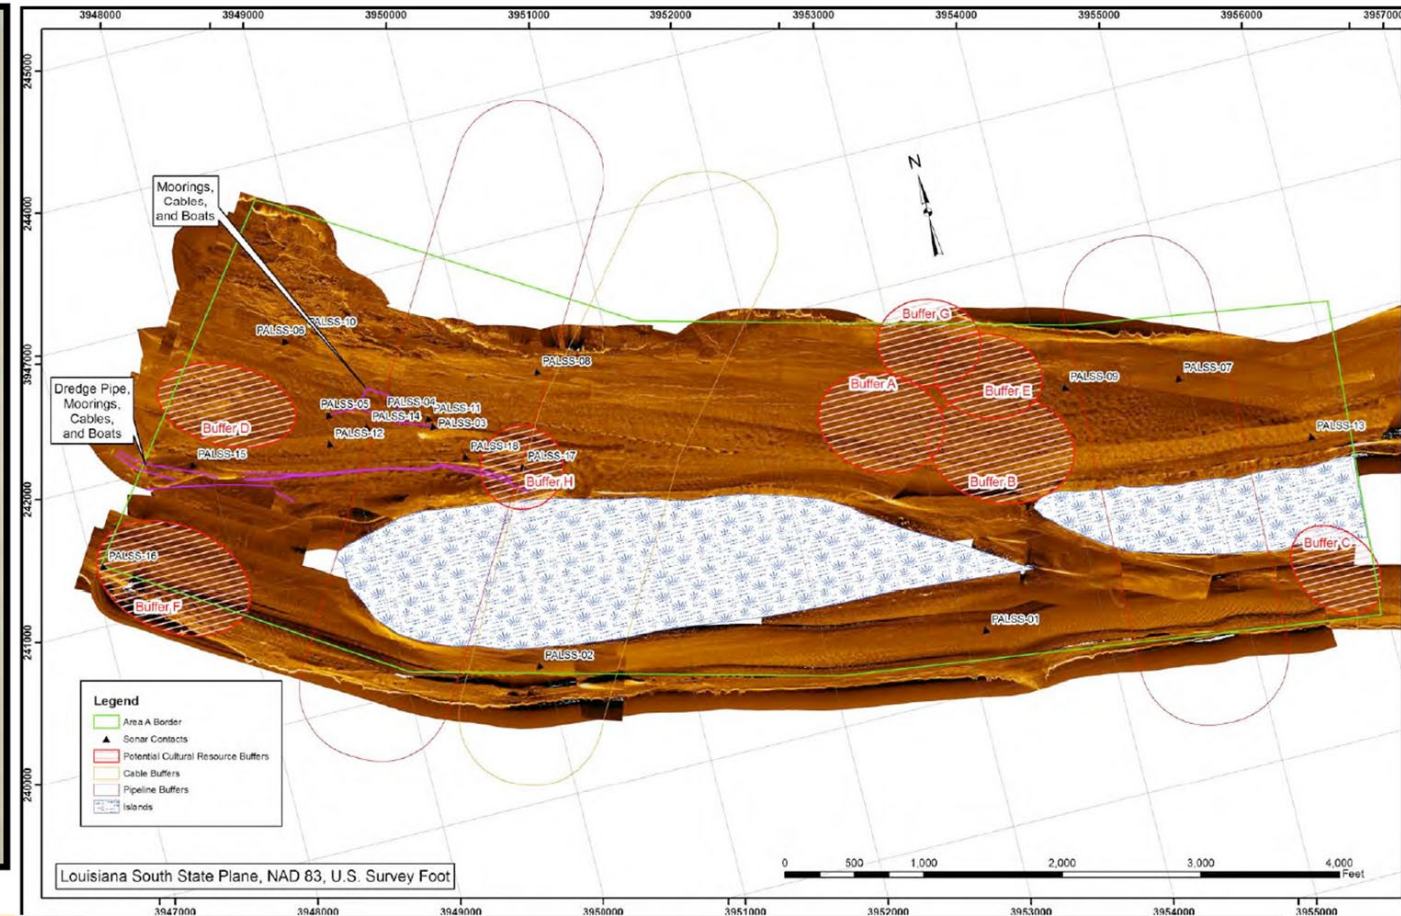 3948000 3949000 3950000 3951000 3952000 3953000 3954000 3955000 3956000 3957000
245000
244000
3947000
242000
241000
240000
N
Moorings,
Cables,
and Boats
Dredge Pipe,
Moorings,
Cables,
and Boats
PALSS-06
PALSS-10
PALSS-08
PALSS-05
PALSS-04
PALSS-11
PALSS-14
PALSS-03
PALSS-12
PALSS-15
PALSS-18
PALSS-17
PALSS-09
PALSS-07
PALSS-13
PALSS-16
PALSS-01
PALSS-02
Buffer G
Buffer A
Buffer E
Buffer D
Buffer H
Buffer B
Buffer C
Buffer F
Legend
Area A Border
Sonar Contacts
Potential Cultural Resource Buffers
Cable Buffers
Pipeline Buffers
Islands
Louisiana South State Plane, NAD 83, U.S. Survey Foot
0 500 1,000 2,000 3,000 4,000
Feet
3947000 3948000 3949000 3950000 3951000 3952000 3953000 3954000 3955000